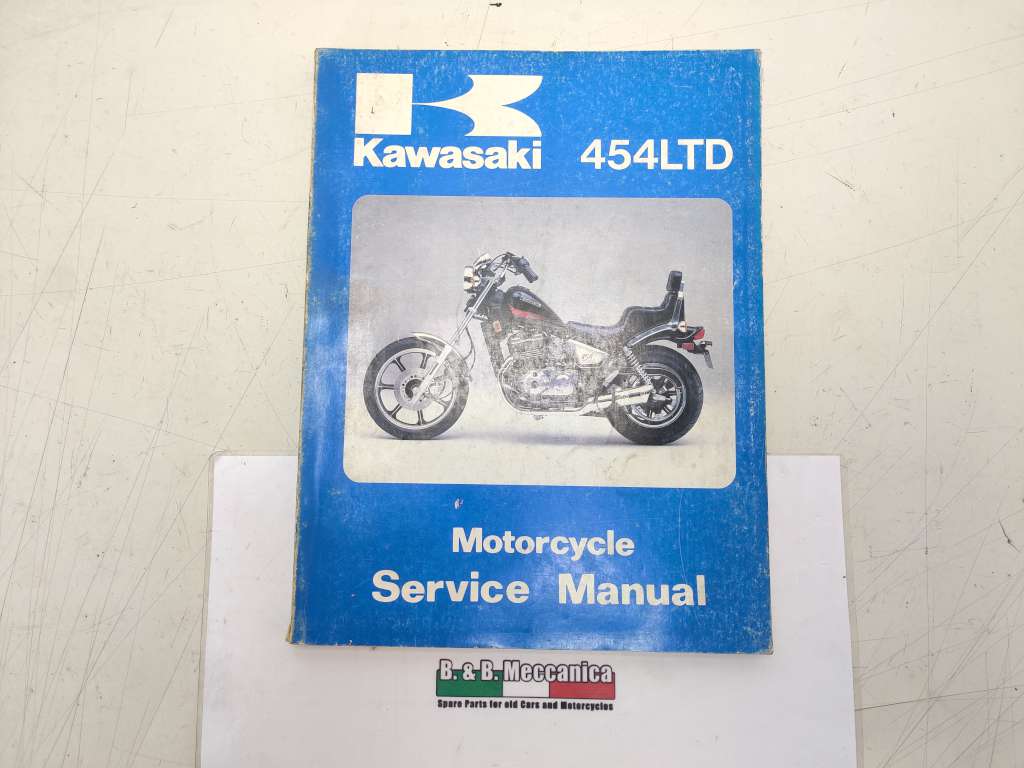 Kawasaki 454LTD
Motorcycle
Service Manual
B. & B. Meccanica
Spare Parts for old Cars and Motorcycles